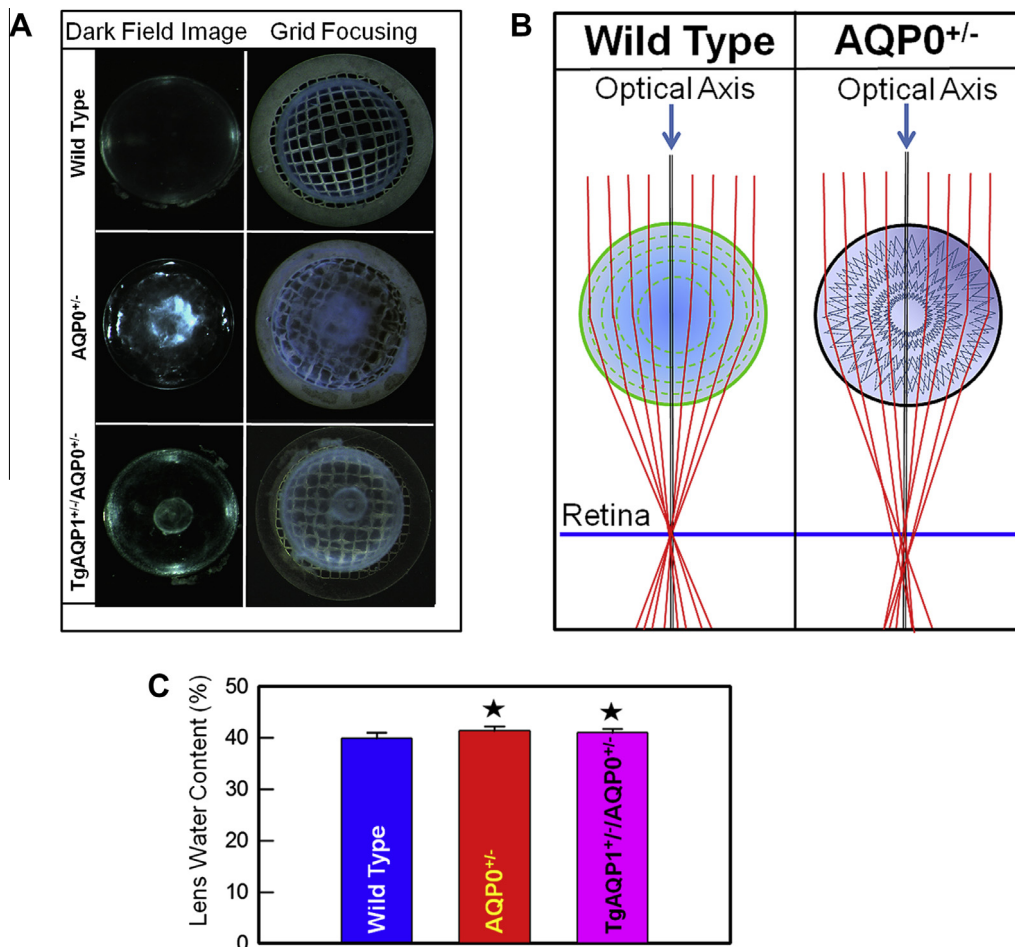 A
Dark Field Image
Grid Focusing
Wild Type
AQP0+/-
TgAQP1+/-/AQP0+/-
B
Wild Type
AQP0+/-
Optical Axis
Optical Axis
Retina
C
Lens Water Content (%)
50
40
30
20
10
0
★
★
Wild Type
AQP0+/-
TgAQP1+/-/AQP0+/-